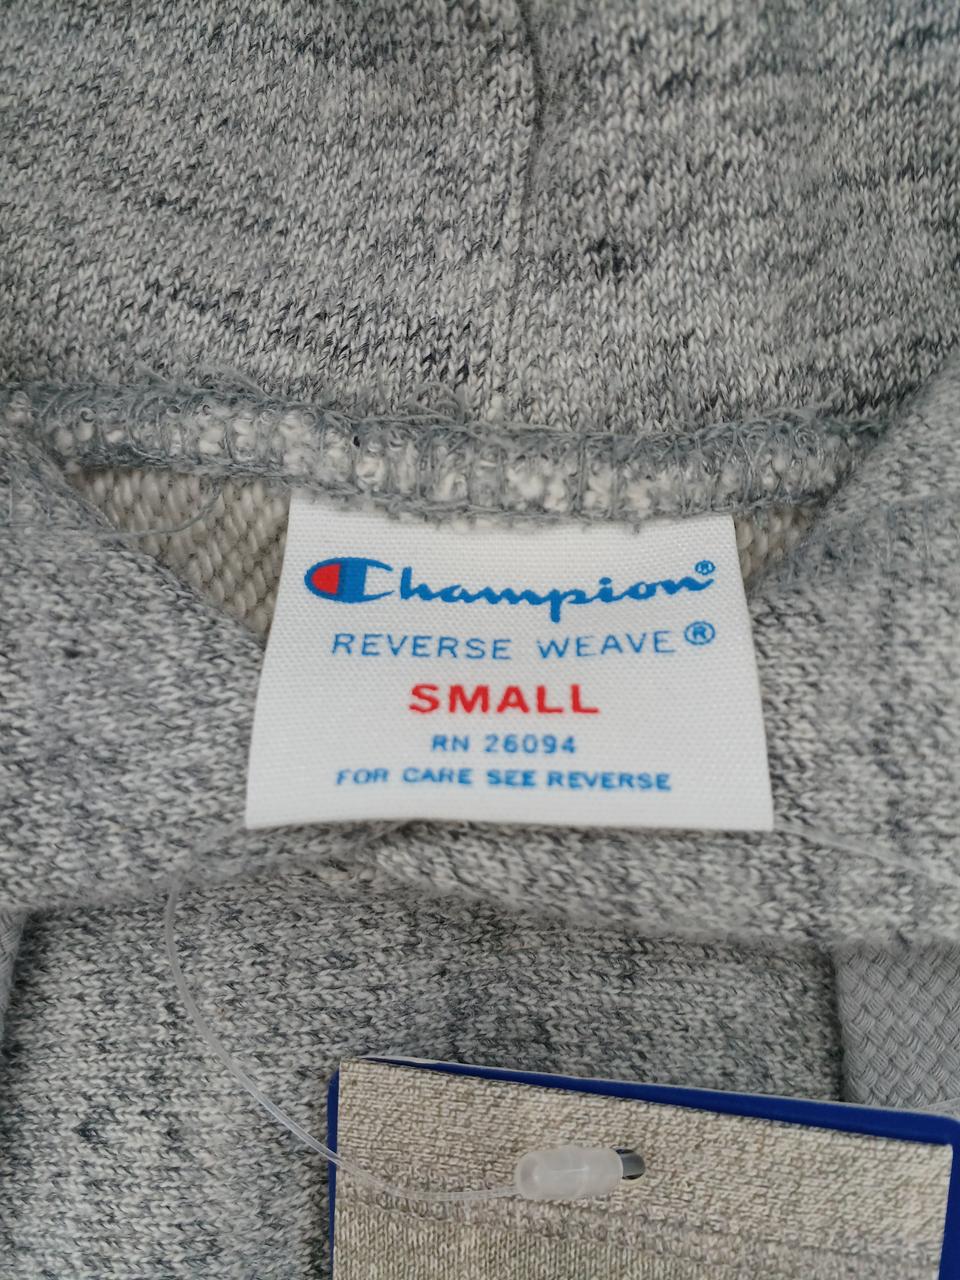 Champion®
REVERSE WEAVE®
SMALL
RN 26094
FOR CARE SEE REVERSE